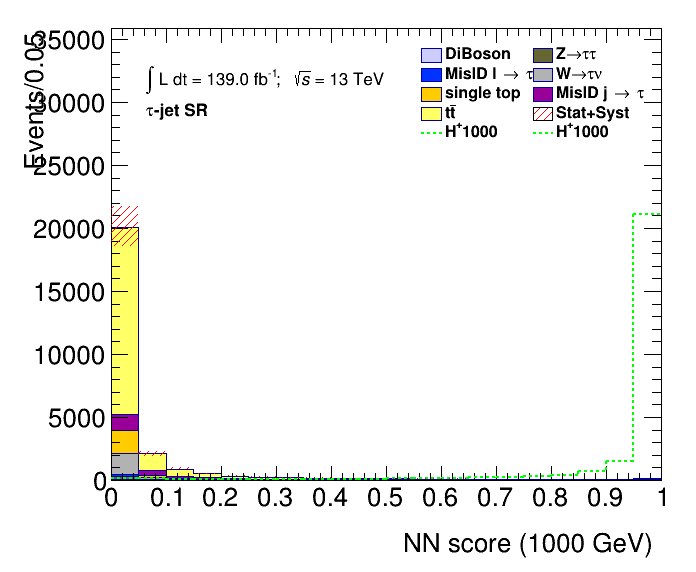 Events/0.05
35000
30000
25000
20000
15000
10000
5000
0
∫ L dt = 139.0 fb⁻¹; √s = 13 TeV
τ-jet SR
DiBoson
Z→ττ
MisID l → τ
W→τν
single top
MisID j → τ
tt̄
Stat+Syst
H⁺1000
H⁺1000
0 0.1 0.2 0.3 0.4 0.5 0.6 0.7 0.8 0.9 1
NN score (1000 GeV)